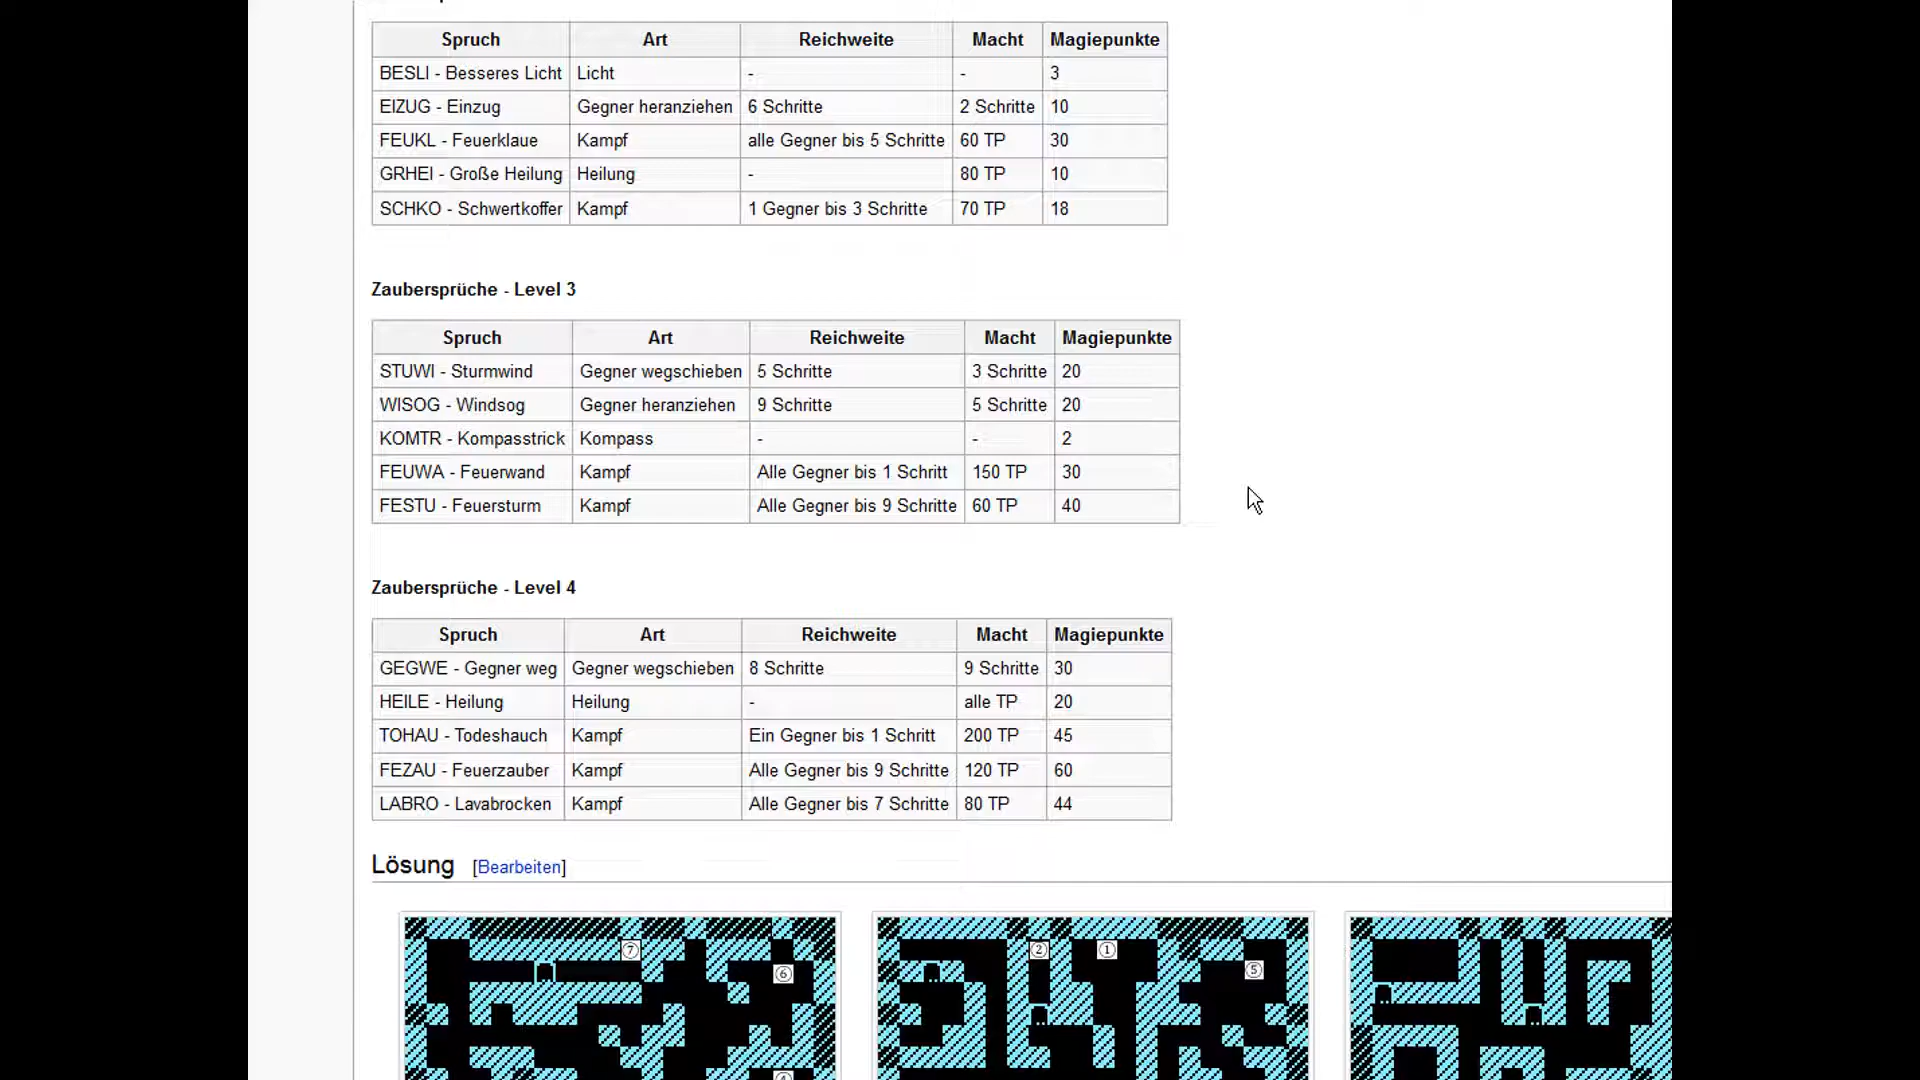 Spruch Art Reichweite Macht Magiepunkte
BESLI - Besseres Licht Licht - - 3
EIZUG - Einzug Gegner heranziehen 6 Schritte 2 Schritte 10
FEUKL - Feuerklaue Kampf alle Gegner bis 5 Schritte 60 TP 30
GRHEI - Große Heilung Heilung - 80 TP 10
SCHKO - Schwertkoffer Kampf 1 Gegner bis 3 Schritte 70 TP 18
Zaubersprüche - Level 3
Spruch Art Reichweite Macht Magiepunkte
STUWI - Sturmwind Gegner wegschieben 5 Schritte 3 Schritte 20
WISOG - Windsog Gegner heranziehen 9 Schritte 5 Schritte 20
KOMTR - Kompasstrick Kompass - - 2
FEUWA - Feuerwand Kampf Alle Gegner bis 1 Schritt 150 TP 30
FESTU - Feuersturm Kampf Alle Gegner bis 9 Schritte 60 TP 40
Zaubersprüche - Level 4
Spruch Art Reichweite Macht Magiepunkte
GEGWE - Gegner weg Gegner wegschieben 8 Schritte 9 Schritte 30
HEILE - Heilung Heilung - alle TP 20
TOHAU - Todeshauch Kampf Ein Gegner bis 1 Schritt 200 TP 45
FEZAU - Feuerzauber Kampf Alle Gegner bis 9 Schritte 120 TP 60
LABRO - Lavabrocken Kampf Alle Gegner bis 7 Schritte 80 TP 44
Lösung [Bearbeiten]
7 2 1
6 5